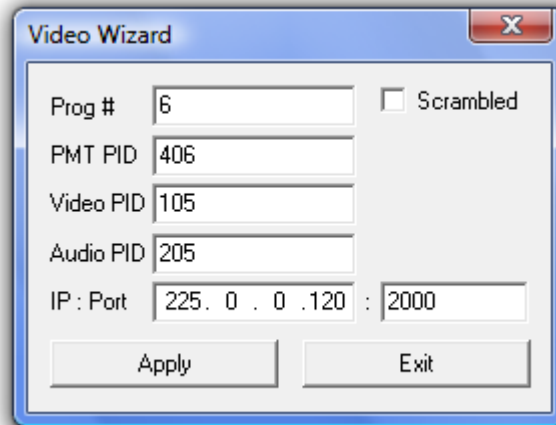 Video Wizard
Prog # 6 Scrambled
PMT PID 406
Video PID 105
Audio PID 205
IP : Port 225. 0 . 0 .120 : 2000
Apply Exit